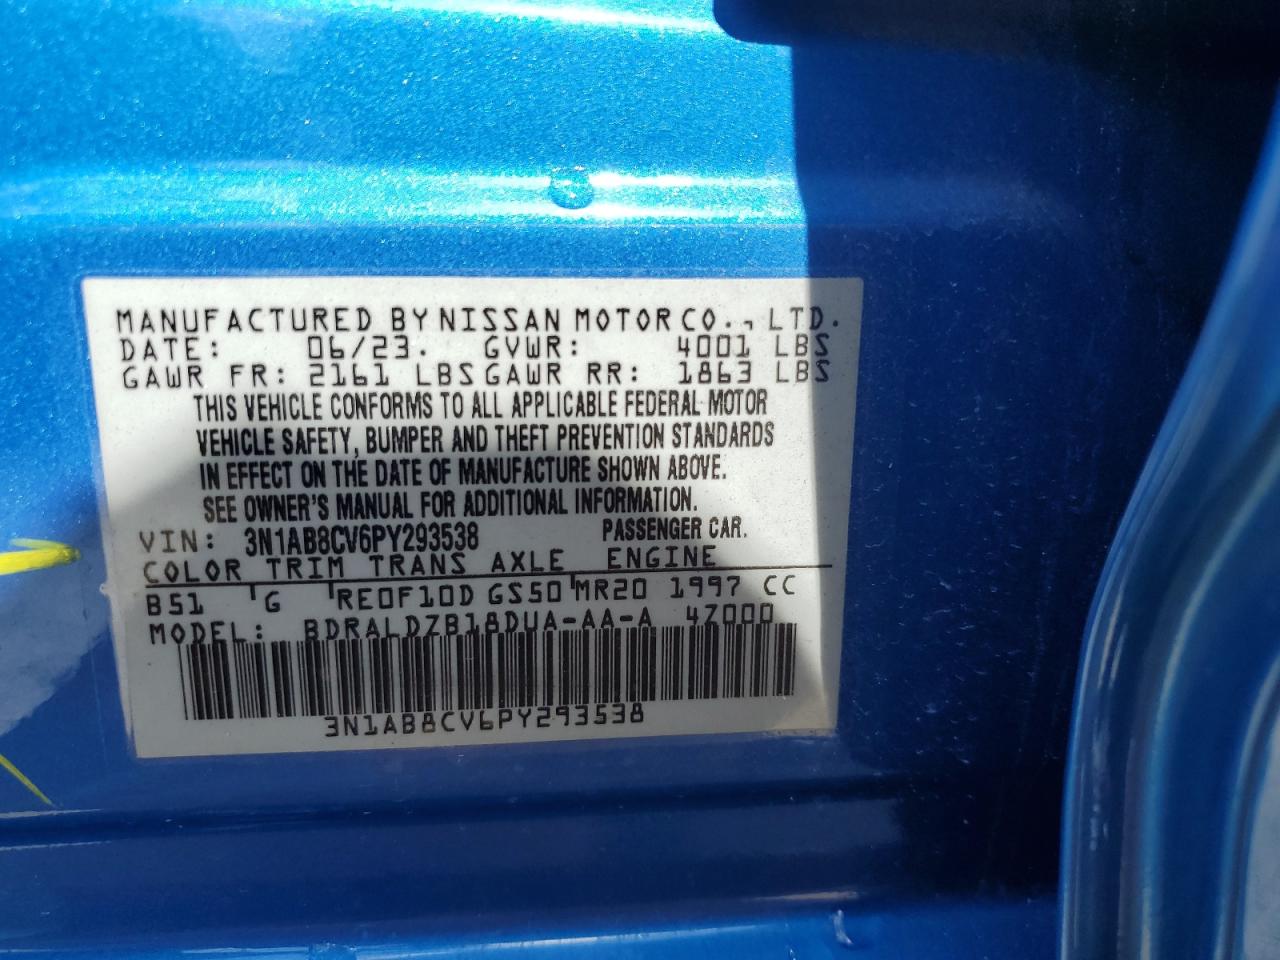 MANUFACTURED BY NISSAN MOTOR CO., LTD.
DATE: 06/23. GVWR: 4001 LBS
GAWR FR: 2161 LBS GAWR RR: 1863 LBS
THIS VEHICLE CONFORMS TO ALL APPLICABLE FEDERAL MOTOR
VEHICLE SAFETY, BUMPER AND THEFT PREVENTION STANDARDS
IN EFFECT ON THE DATE OF MANUFACTURE SHOWN ABOVE.
SEE OWNER'S MANUAL FOR ADDITIONAL INFORMATION.
VIN: 3N1AB8CV6PY293538 PASSENGER CAR.
COLOR TRIM TRANS AXLE ENGINE
B51 G RE0F10D GS50 MR20 1997 CC
MODEL: BDRALDZB18DUA-AA-A 4Z000
3N1AB8CV6PY293538